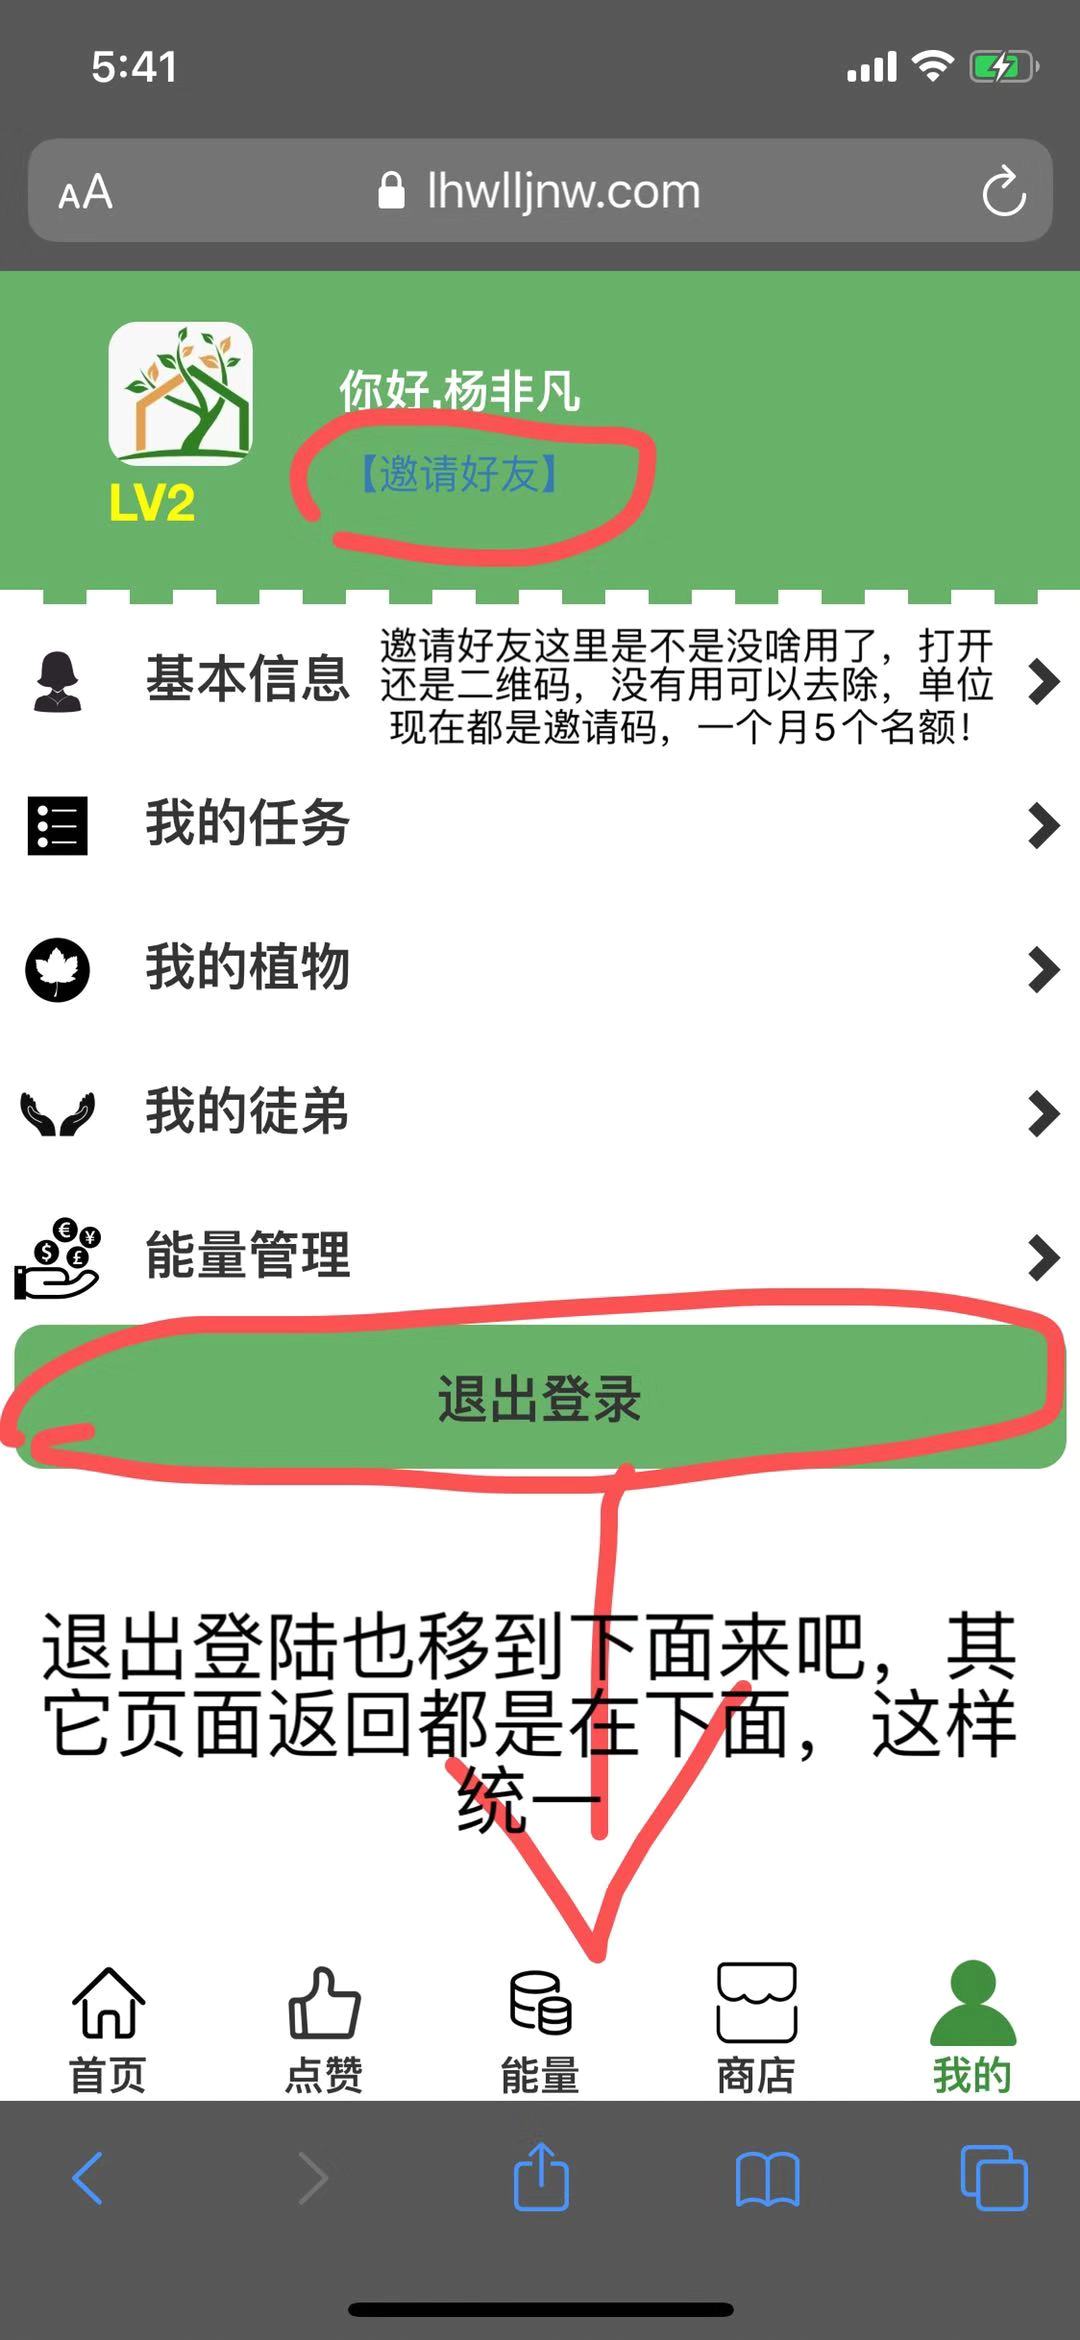 5:41
AA
lhwlljnw.com
你好,杨非凡
【邀请好友】
LV2
邀请好友这里是不是没啥用了，打开
还是二维码，没有用可以去除，单位
现在都是邀请码，一个月5个名额！
基本信息
我的任务
我的植物
我的徒弟
€
¥
$
£
能量管理
退出登录
退出登陆也移到下面来吧，其
它页面返回都是在下面，这样
统一
首页
点赞
能量
商店
我的